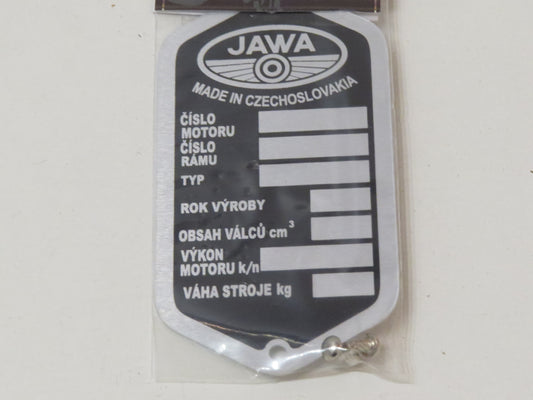 JAWA
MADE IN CZECHOSLOVAKIA
ČÍSLO
MOTORU
ČÍSLO
RÁMU
TYP
ROK VÝROBY
OBSAH VÁLCŮ cm³
VÝKON
MOTORU k/n
VÁHA STROJE kg